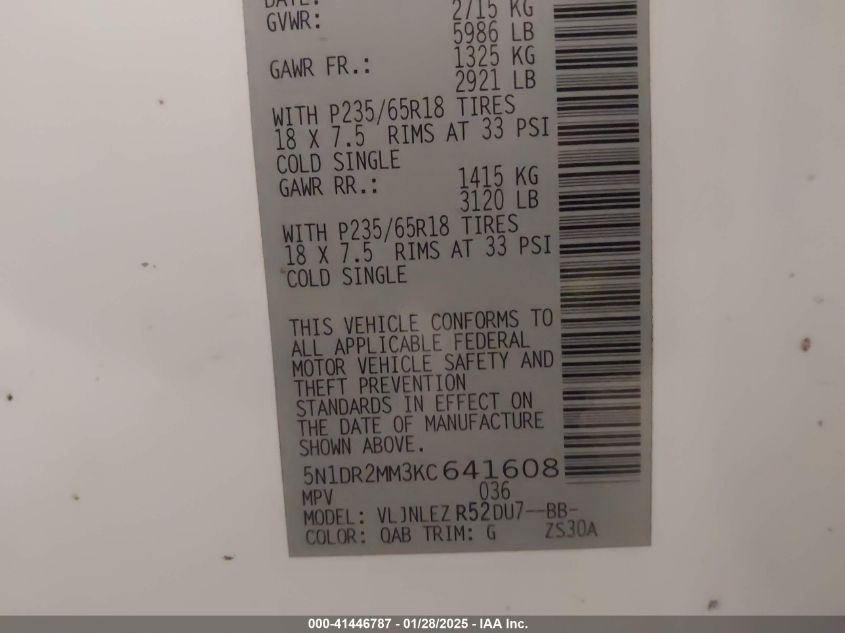 DATE:
GVWR: 2715 KG
5986 LB
GAWR FR.: 1325 KG
2921 LB
WITH P235/65R18 TIRES
18 X 7.5 RIMS AT 33 PSI
COLD SINGLE
GAWR RR.: 1415 KG
3120 LB
WITH P235/65R18 TIRES
18 X 7.5 RIMS AT 33 PSI
COLD SINGLE
THIS VEHICLE CONFORMS TO
ALL APPLICABLE FEDERAL
MOTOR VEHICLE SAFETY AND
THEFT PREVENTION
STANDARDS IN EFFECT ON
THE DATE OF MANUFACTURE
SHOWN ABOVE.
5N1DR2MM3KC641608
MPV 036
MODEL: VLJNLEZ R52DU7--BB-
COLOR: QAB TRIM: G ZS30A
000-41446787 - 01/28/2025 - IAA Inc.